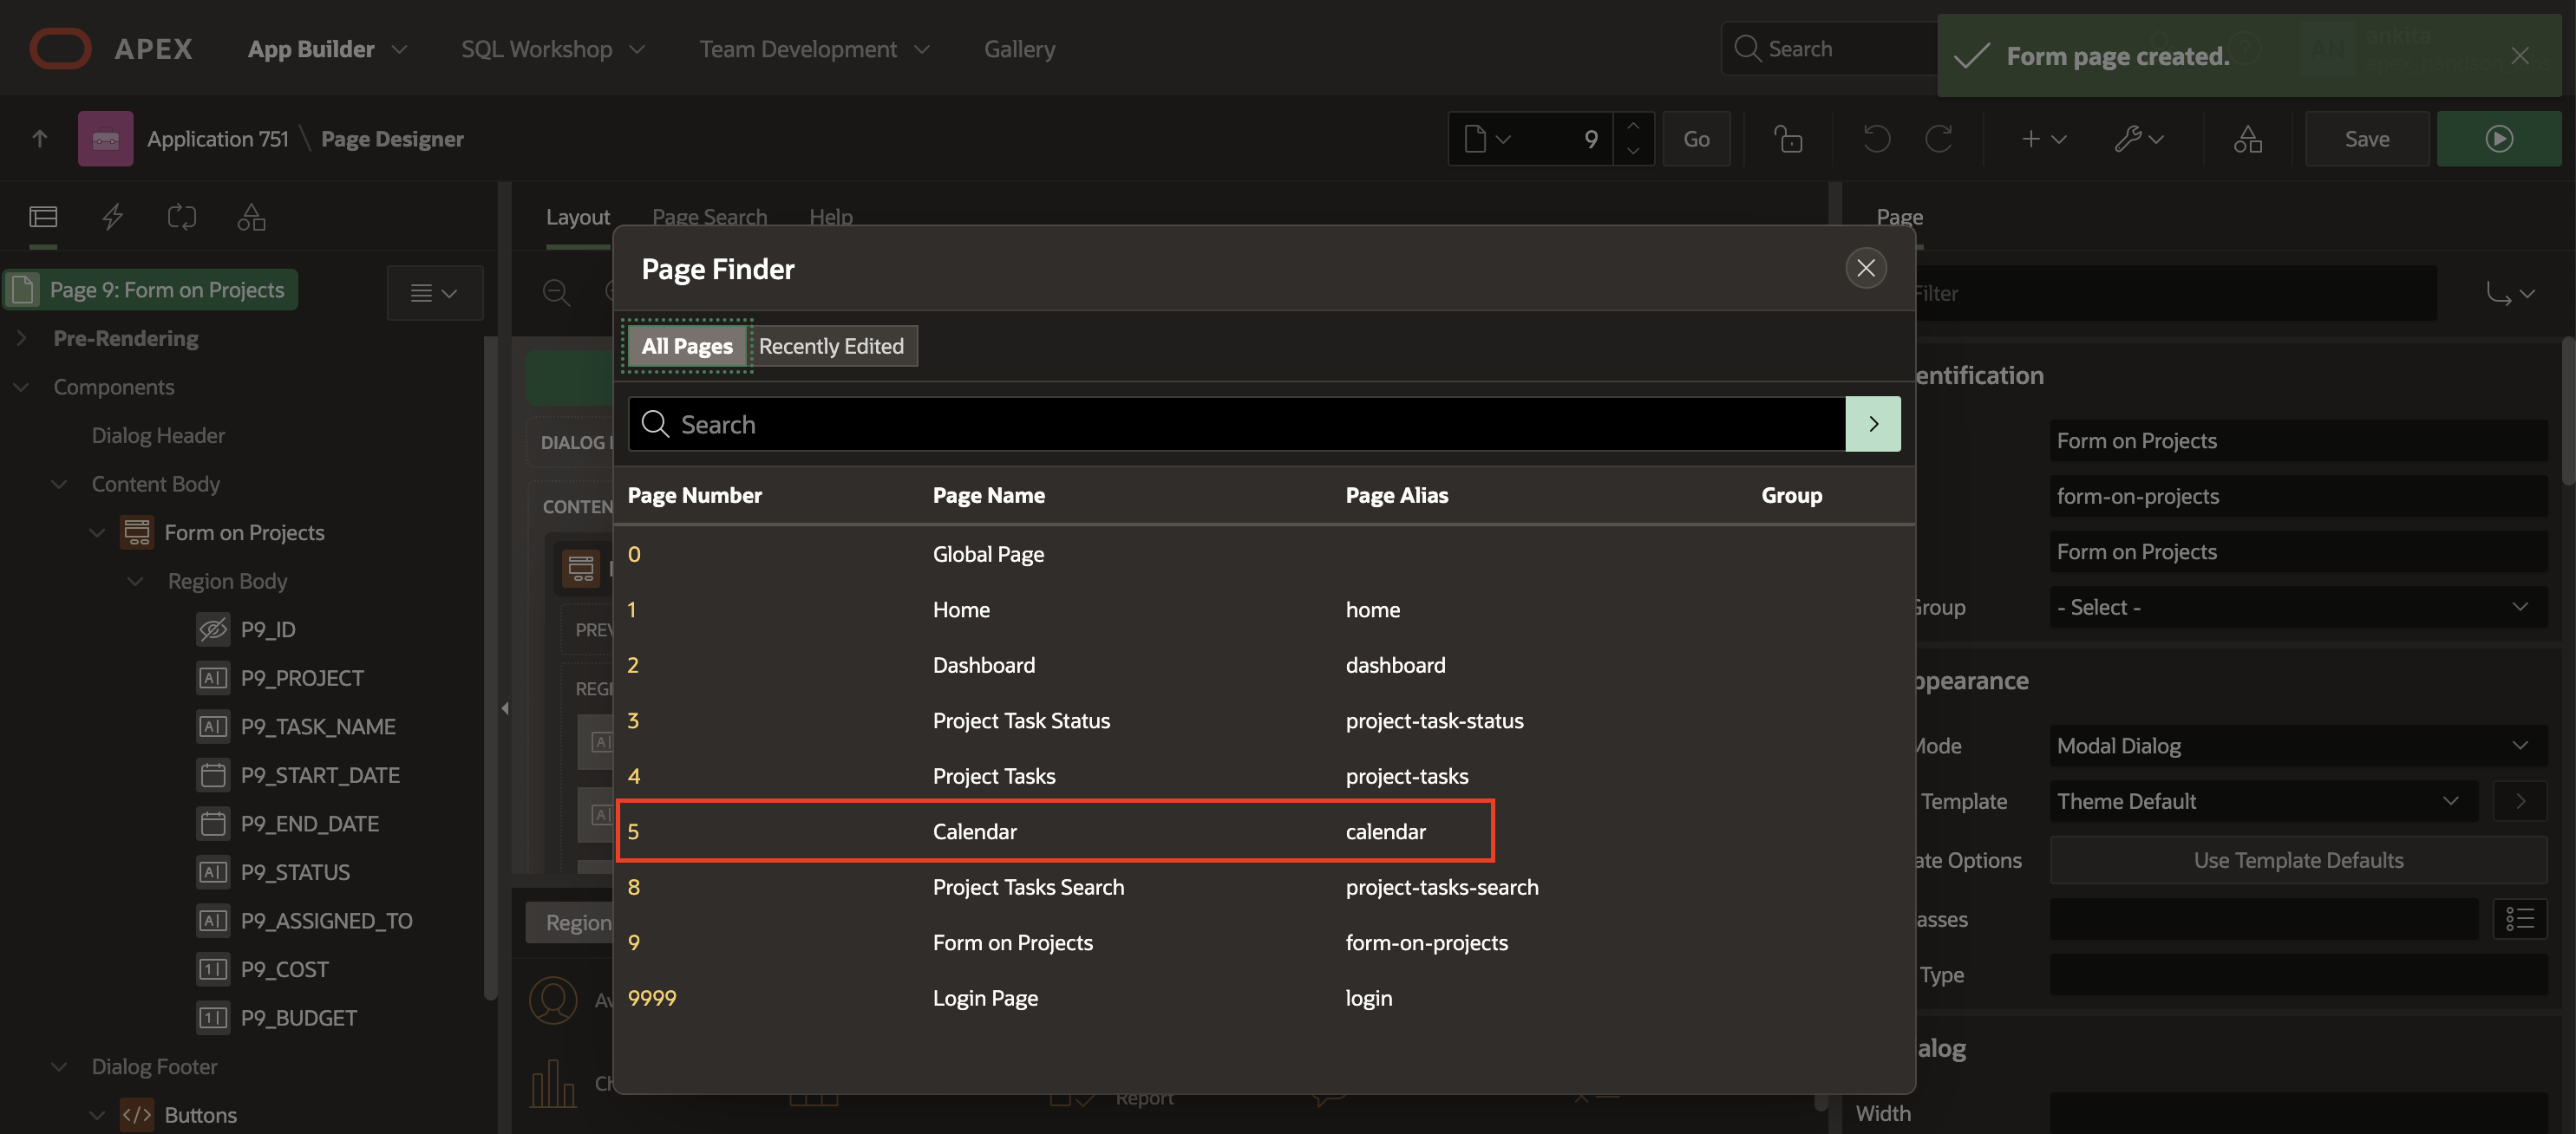 APEX App Builder SQL Workshop Team Development Gallery Search Form page created.
Application 751 \ Page Designer 9 Go Save
Layout Page Search Help Page
Page Finder
Page 9: Form on Projects Filter
Pre-Rendering
All Pages Recently Edited
entification
Components
Search
Dialog Header
DIALOG
Form on Projects
Content Body
Page Number Page Name Page Alias Group
form-on-projects
CONTEN
Form on Projects
0 Global Page
Form on Projects
Region Body
1 Home home
Group - Select -
P9_ID
PREV
2 Dashboard dashboard
P9_PROJECT
REGI
ppearance
3 Project Task Status project-task-status
P9_TASK_NAME
Mode Modal Dialog
4 Project Tasks project-tasks
P9_START_DATE
Template Theme Default
5 Calendar calendar
P9_END_DATE
ate Options Use Template Defaults
P9_STATUS
8 Project Tasks Search project-tasks-search
P9_ASSIGNED_TO
Region
asses
9 Form on Projects form-on-projects
P9_COST
Type
9999 Login Page login
Av
P9_BUDGET
alog
Dialog Footer
Ch
Report
Buttons
Width